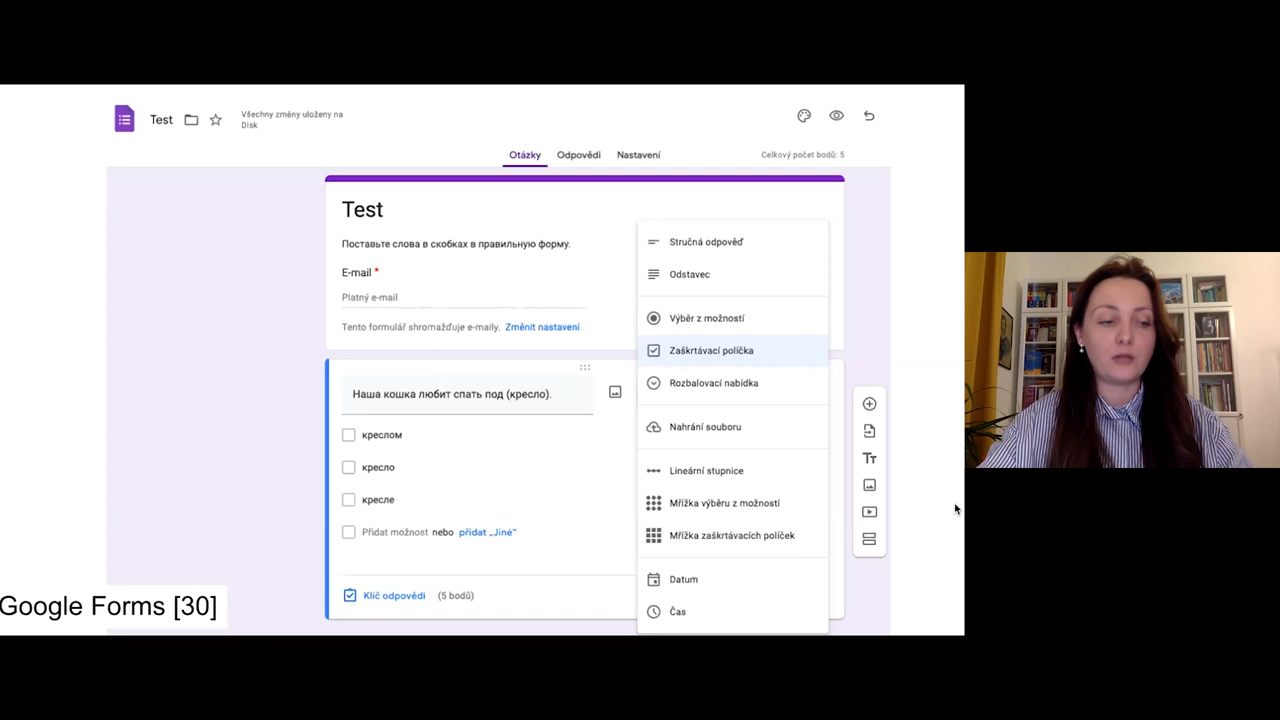 Test
Všechny změny uloženy na
Disk
Otázky
Odpovědi
Nastavení
Celkový počet bodů: 5
Test
Поставьте слова в скобках в правильную форму.
E-mail *
Platný e-mail
Tento formulář shromažďuje e-maily. Změnit nastavení
Наша кошка любит спать под (кресло).
креслом
кресло
кресле
Přidat možnost nebo přidat „Jiné"
Klíč odpovědí (5 bodů)
Stručná odpověď
Odstavec
Výběr z možností
Zaškrtávací políčka
Rozbalovací nabídka
Nahrání souboru
Lineární stupnice
Mřížka výběru z možností
Mřížka zaškrtávacích políček
Datum
Čas
Tт
Google Forms [30]